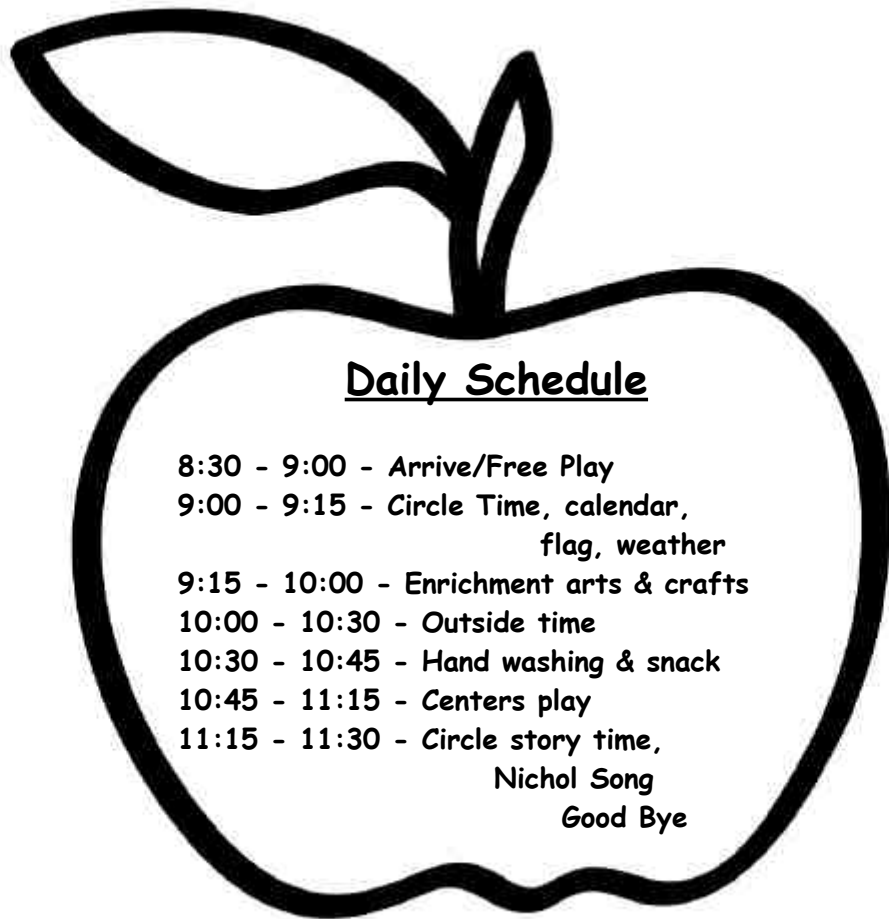 Daily Schedule
8:30 - 9:00 - Arrive/Free Play
9:00 - 9:15 - Circle Time, calendar,
flag, weather
9:15 - 10:00 - Enrichment arts & crafts
10:00 - 10:30 - Outside time
10:30 - 10:45 - Hand washing & snack
10:45 - 11:15 - Centers play
11:15 - 11:30 - Circle story time,
Nichol Song
Good Bye